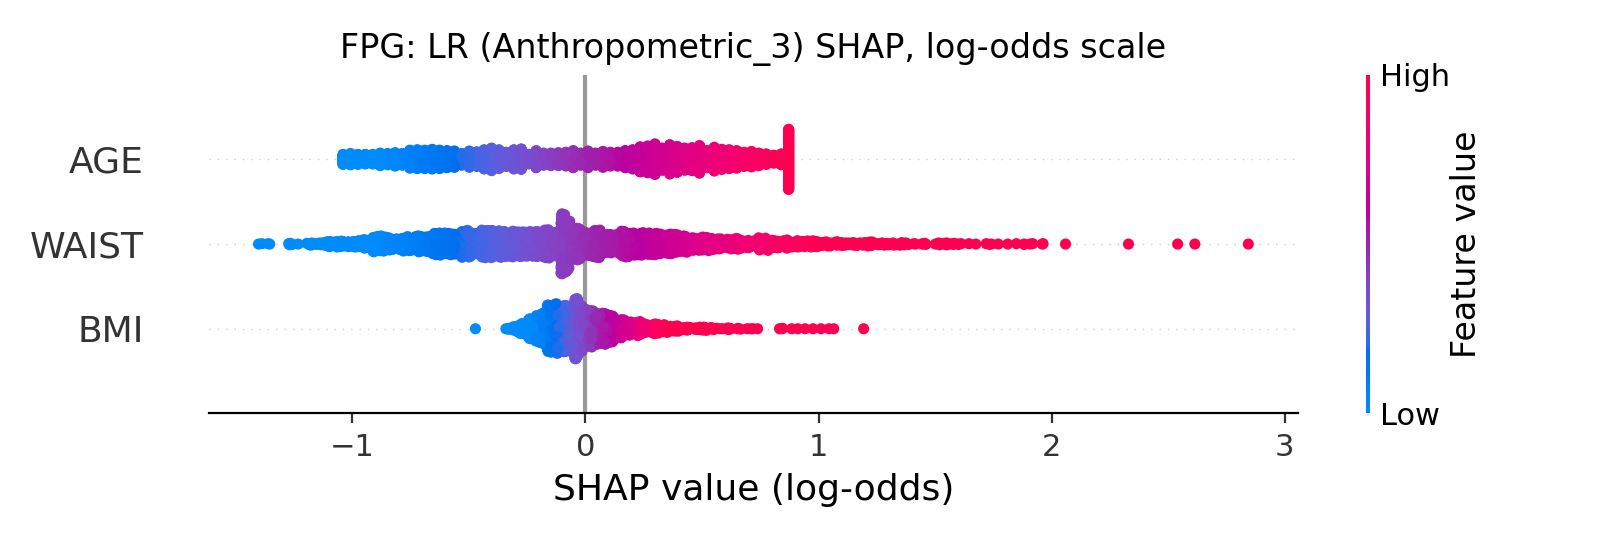 FPG: LR (Anthropometric_3) SHAP, log-odds scale
High
AGE
WAIST
BMI
Feature value
Low
−1 0 1 2 3
SHAP value (log-odds)